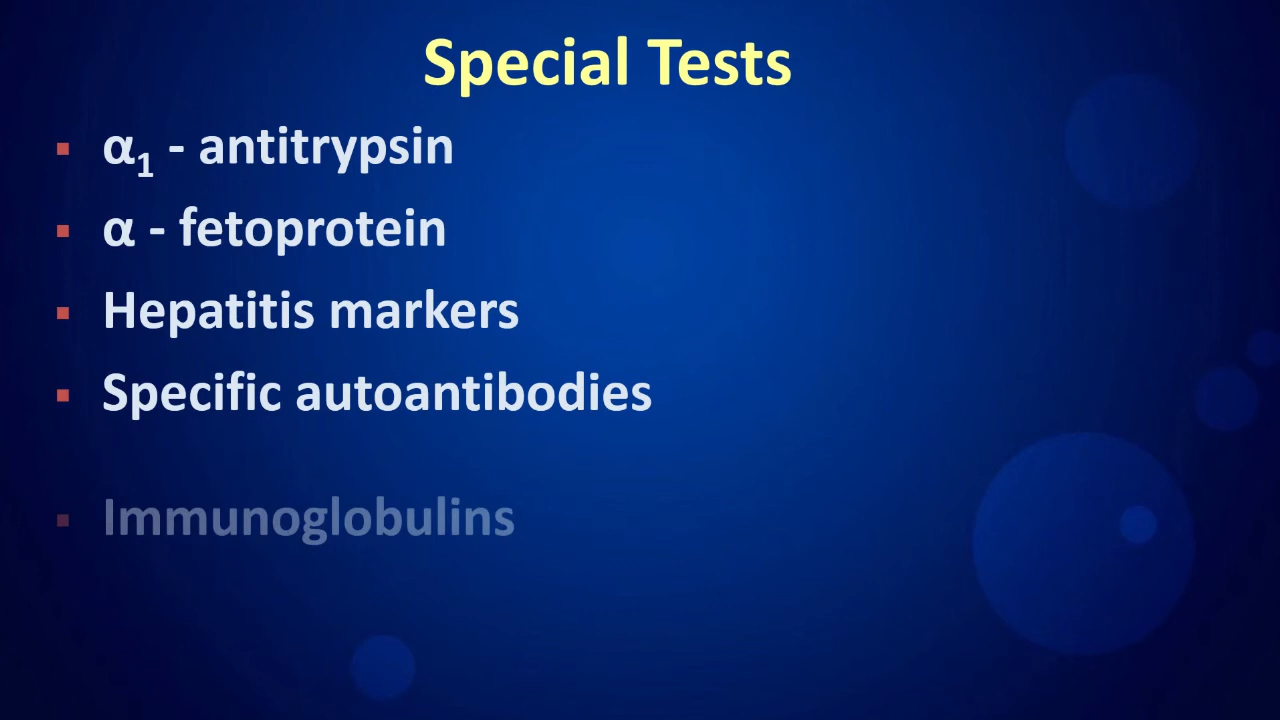 Special Tests
▪ α₁ - antitrypsin
▪ α - fetoprotein
▪ Hepatitis markers
▪ Specific autoantibodies
▪ Immunoglobulins